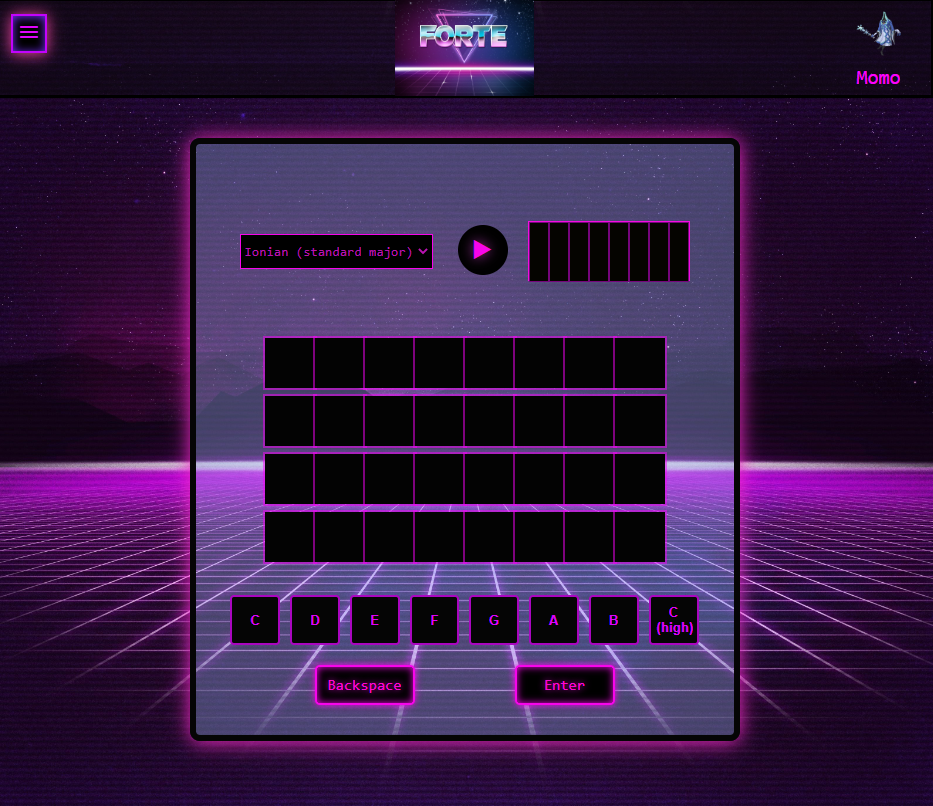 FORTE
Momo
Ionian (standard major)
C D E F G A B C
(high)
Backspace Enter